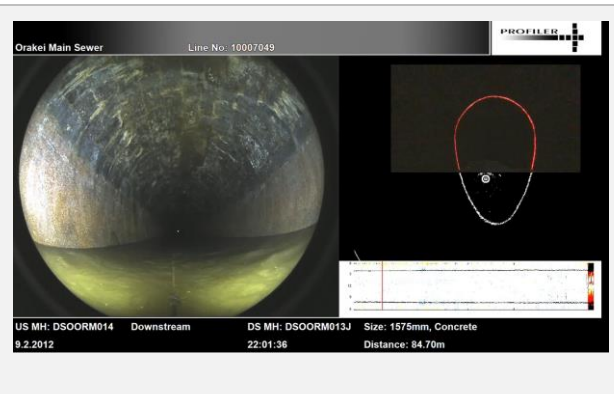 Orakei Main Sewer Line No: 10007049
PROFILER
US MH: DSOORM014 Downstream DS MH: DSOORM013J Size: 1575mm, Concrete
9.2.2012 22:01:36 Distance: 84.70m